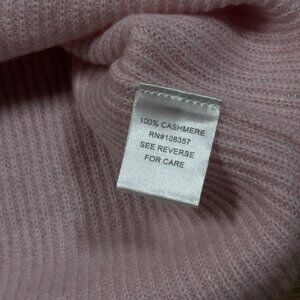 100% CASHMERE
RN#108357
SEE REVERSE
FOR CARE